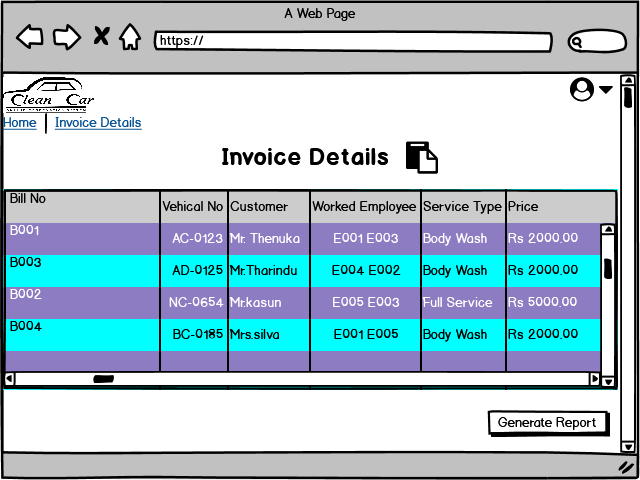 A Web Page
https://
Clean Car
Home Invoice Details
Invoice Details
Bill No Vehical No Customer Worked Employee Service Type Price
B001 AC-0123 Mr. Thenuka E001 E003 Body Wash Rs 2000.00
B003 AD-0125 Mr.Tharindu E004 E002 Body Wash Rs 2000.00
B002 NC-0654 Mr.kasun E005 E003 Full Service Rs 5000.00
B004 BC-0185 Mrs.silva E001 E005 Body Wash Rs 2000.00
Generate Report